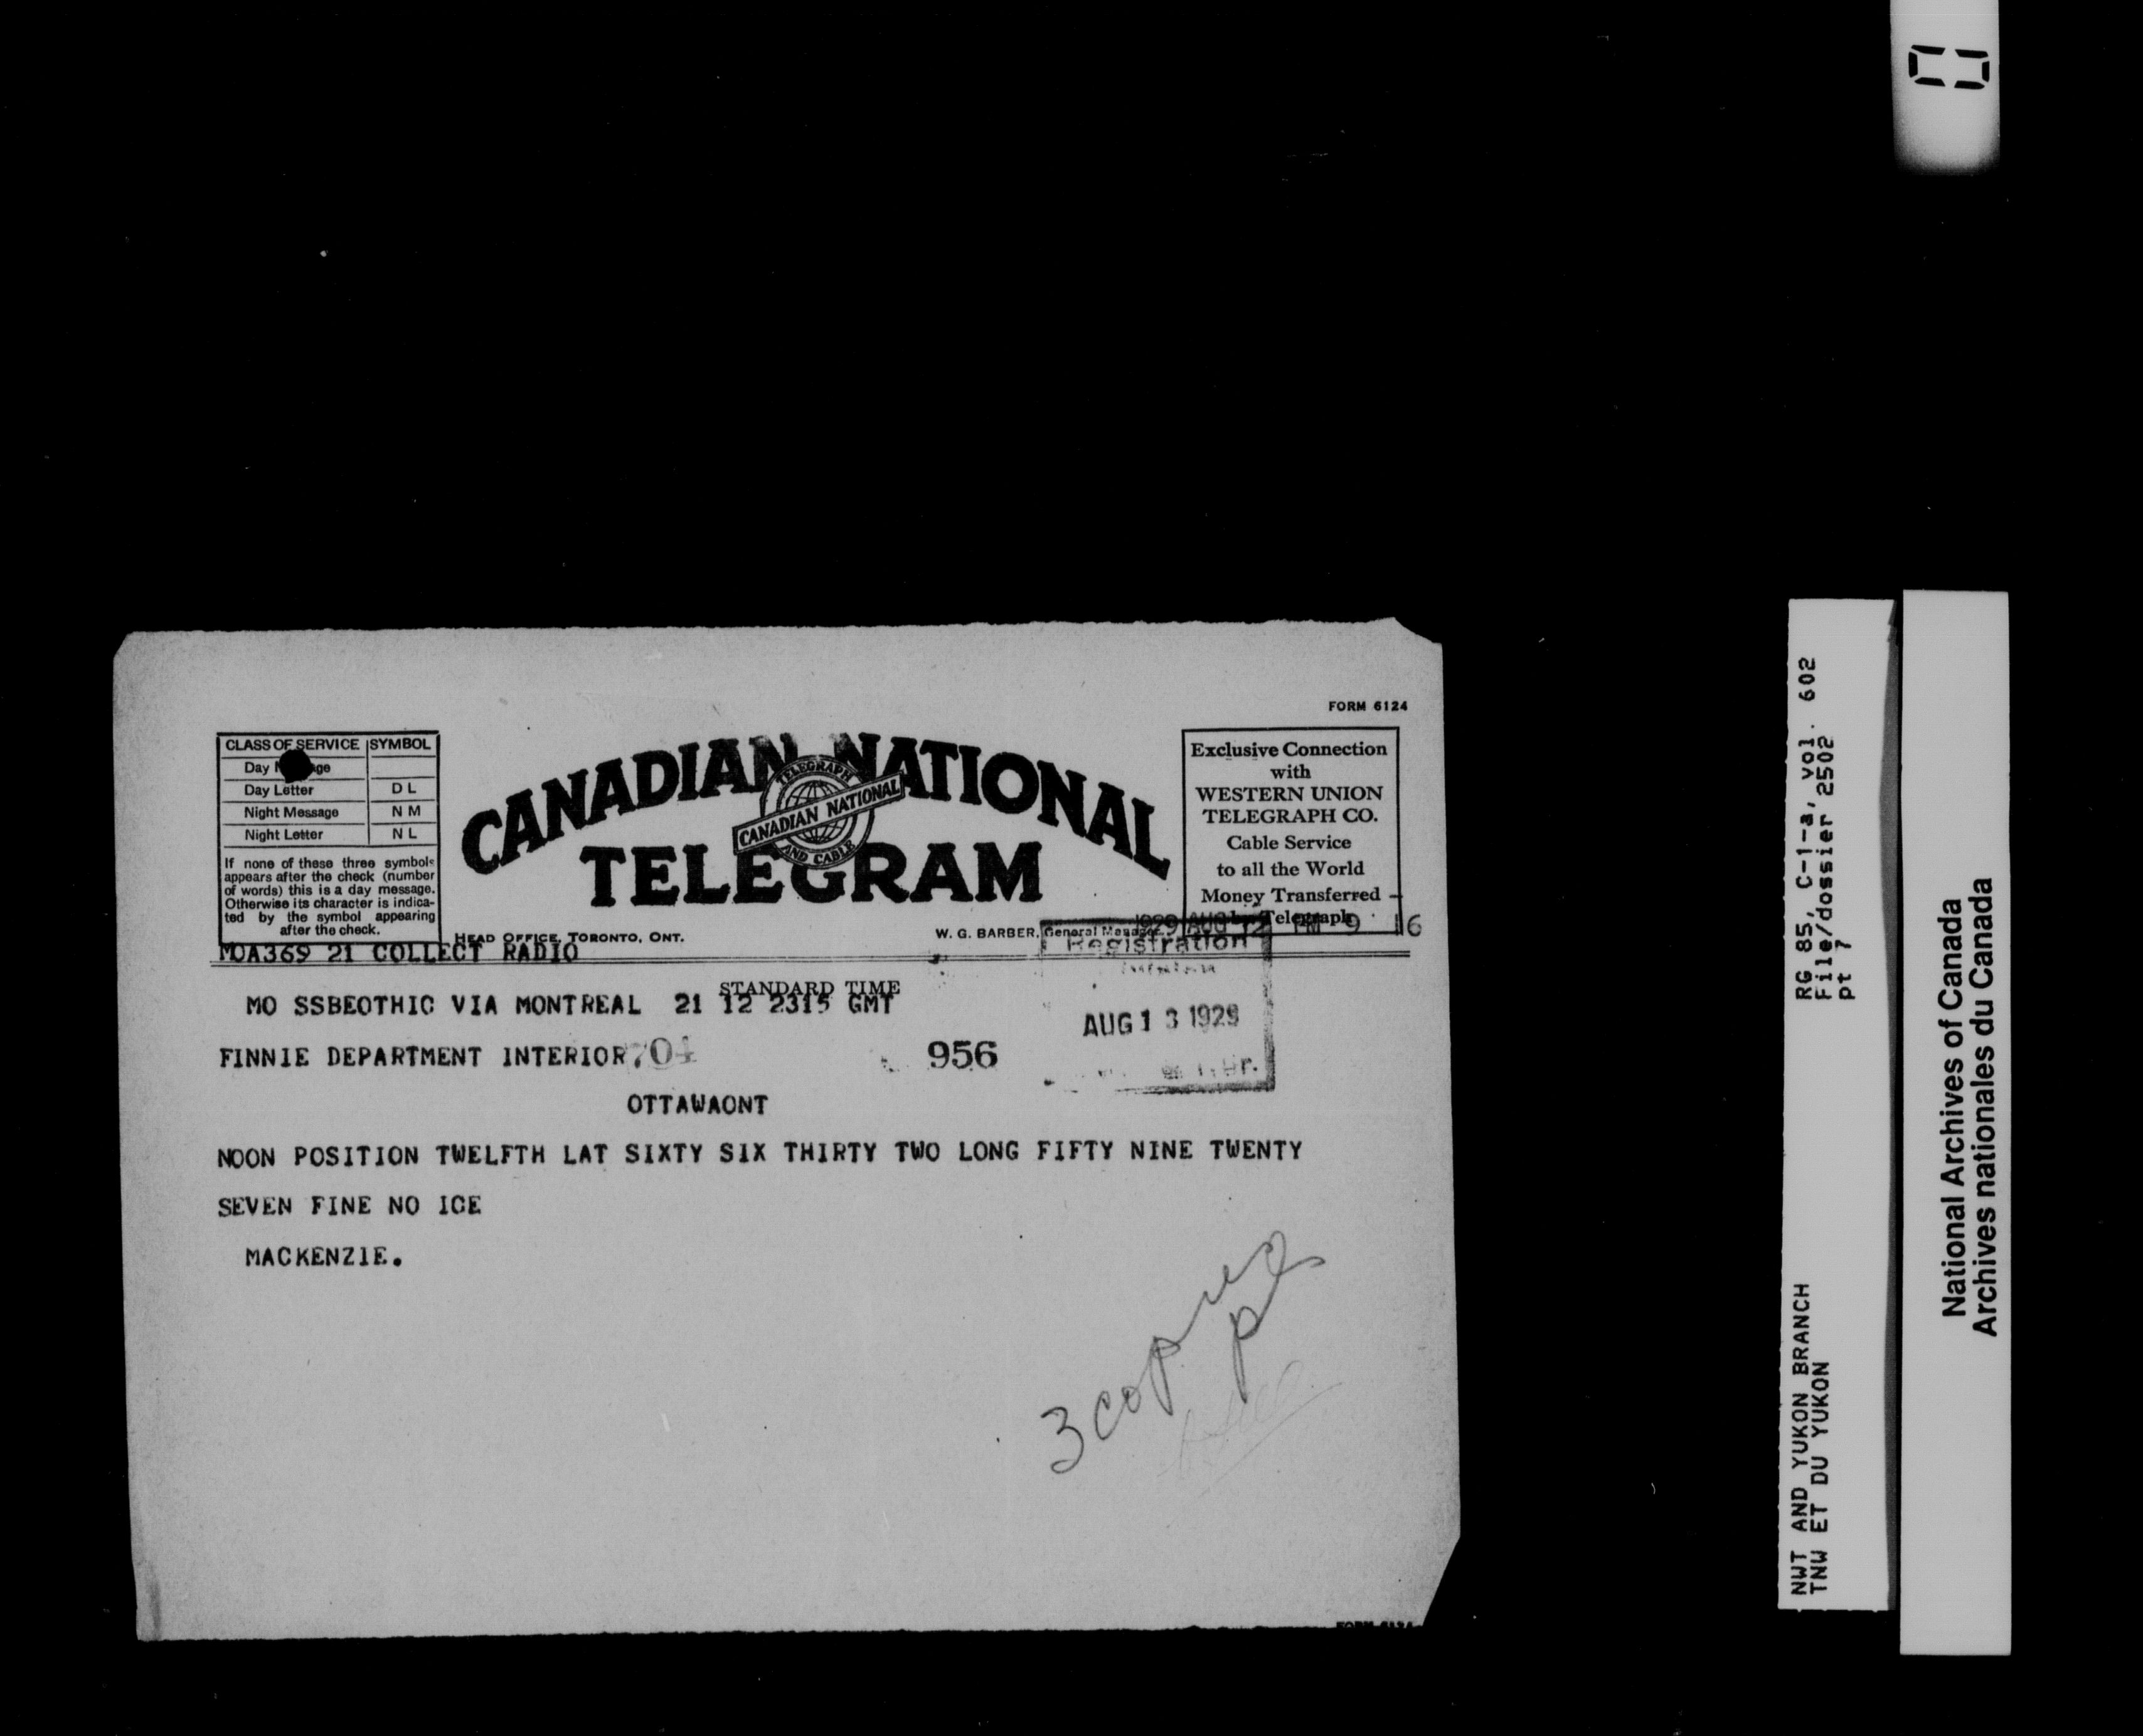 FORM 6124
CLASS OF SERVICE SYMBOL
Day
Day Letter D L
Night Message N M
Night Letter N L
If none of these three symbols
appears after the check (number
of words) this is a day message.
Otherwise its character is indica-
ted by the symbol appearing
after the check.
CANADIAN NATIONAL
TELEGRAPH
CANADIAN NATIONAL
AND CABLE
TELEGRAM
Exclusive Connection
with
WESTERN UNION
TELEGRAPH CO.
Cable Service
to all the World
Money Transferred
by Telegraph
HEAD OFFICE, TORONTO, ONT.
W. G. BARBER, General Manager
1929 AUG 12 PM 9 16
MOA369 21 COLLECT RADIO
Registration
STANDARD TIME
MO SSBEOTHIC VIA MONTREAL 21 12 2315 GMT
AUG 13 1929
FINNIE DEPARTMENT INTERIOR 704
956
OTTAWAONT
NOON POSITION TWELFTH LAT SIXTY SIX THIRTY TWO LONG FIFTY NINE TWENTY
SEVEN FINE NO ICE
MACKENZIE.
3 copies
FORM 6124
RG 85, C-1-a, vol. 602
File/dossier 2502
pt 7
NWT AND YUKON BRANCH
TNW ET DU YUKON
National Archives of Canada
Archives nationales du Canada